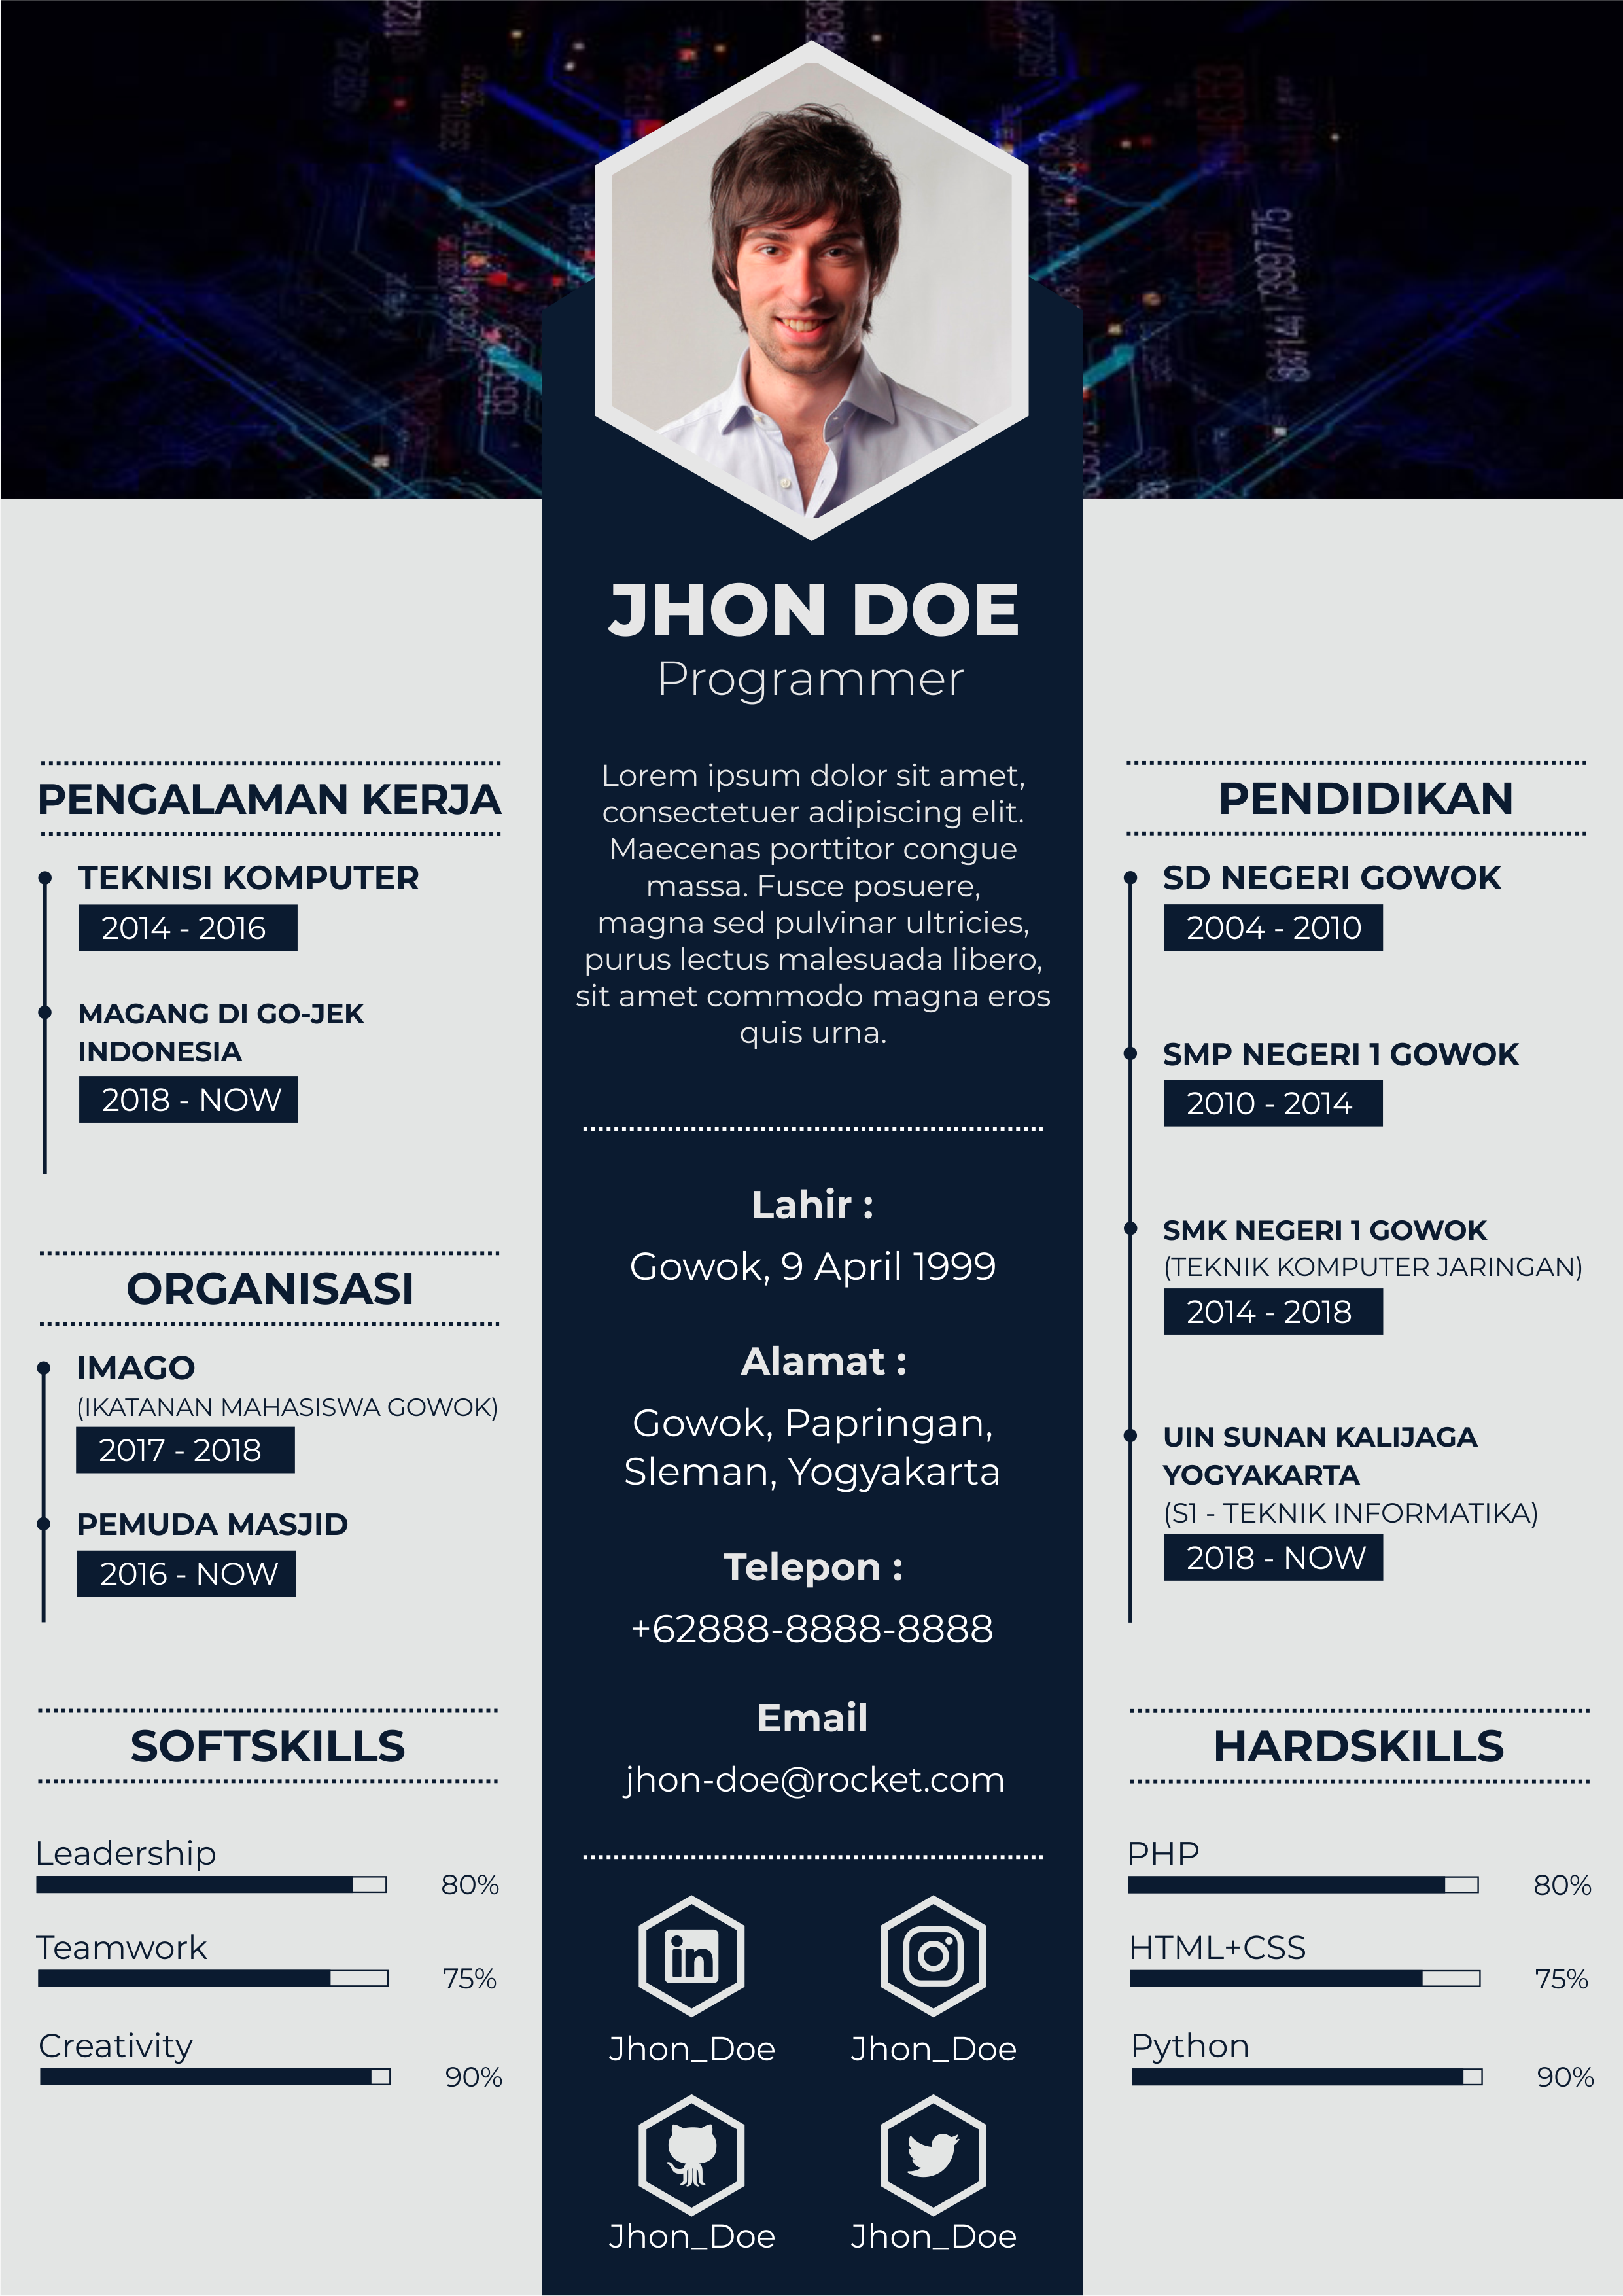 JHON DOE
Programmer
Lorem ipsum dolor sit amet,
consectetuer adipiscing elit.
Maecenas porttitor congue
massa. Fusce posuere,
magna sed pulvinar ultricies,
purus lectus malesuada libero,
sit amet commodo magna eros
quis urna.
Lahir :
Gowok, 9 April 1999
Alamat :
Gowok, Papringan,
Sleman, Yogyakarta
Telepon :
+62888-8888-8888
Email
jhon-doe@rocket.com
in
Jhon_Doe
Jhon_Doe
Jhon_Doe
Jhon_Doe
PENGALAMAN KERJA
TEKNISI KOMPUTER
2014 - 2016
MAGANG DI GO-JEK
INDONESIA
2018 - NOW
ORGANISASI
IMAGO
(IKATANAN MAHASISWA GOWOK)
2017 - 2018
PEMUDA MASJID
2016 - NOW
SOFTSKILLS
Leadership
80%
Teamwork
75%
Creativity
90%
PENDIDIKAN
SD NEGERI GOWOK
2004 - 2010
SMP NEGERI 1 GOWOK
2010 - 2014
SMK NEGERI 1 GOWOK
(TEKNIK KOMPUTER JARINGAN)
2014 - 2018
UIN SUNAN KALIJAGA
YOGYAKARTA
(S1 - TEKNIK INFORMATIKA)
2018 - NOW
HARDSKILLS
PHP
80%
HTML+CSS
75%
Python
90%